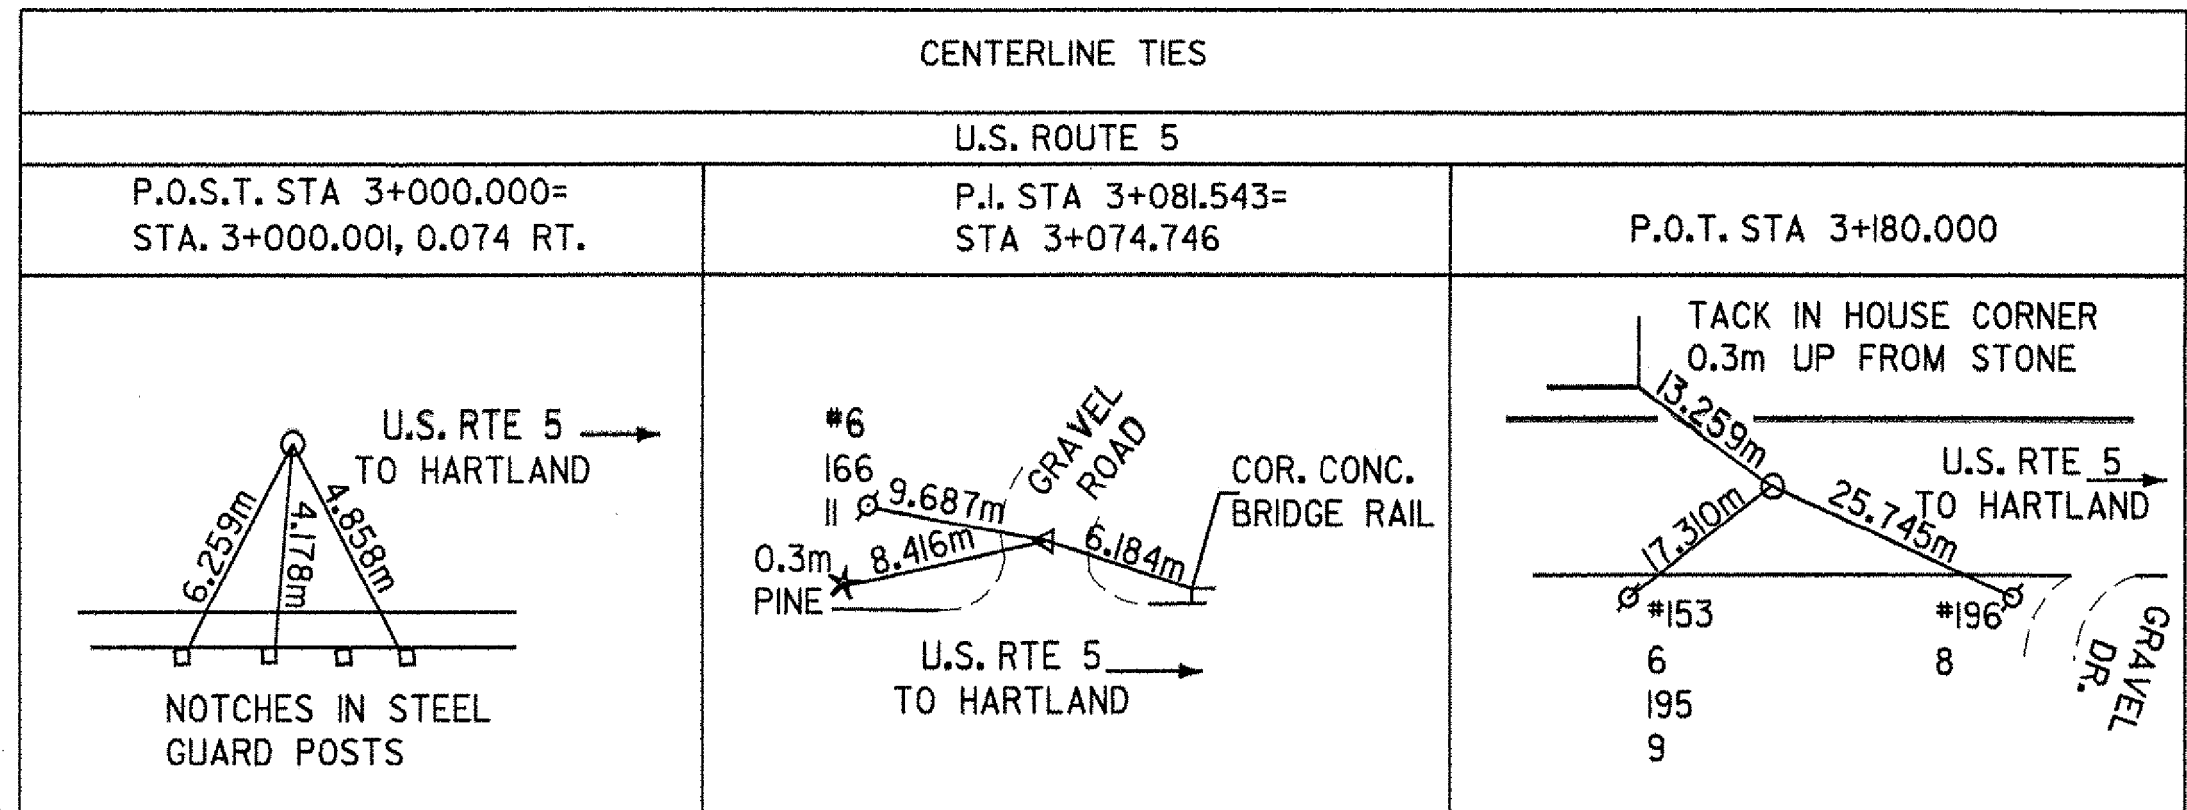 CENTERLINE TIES
U.S. ROUTE 5
P.O.S.T. STA 3+000.000=
STA. 3+000.001, 0.074 RT.
P.I. STA 3+081.543=
STA 3+074.746
P.O.T. STA 3+180.000
U.S. RTE 5
TO HARTLAND
6.259m
4.178m
4.858m
NOTCHES IN STEEL
GUARD POSTS
#6
166
11
9.687m
GRAVEL
ROAD
COR. CONC.
BRIDGE RAIL
0.3m
PINE
8.416m
6.184m
U.S. RTE 5
TO HARTLAND
TACK IN HOUSE CORNER
0.3m UP FROM STONE
13.259m
U.S. RTE 5
TO HARTLAND
17.310m
25.745m
#153
6
195
9
#196
8
GRAVEL
DR.